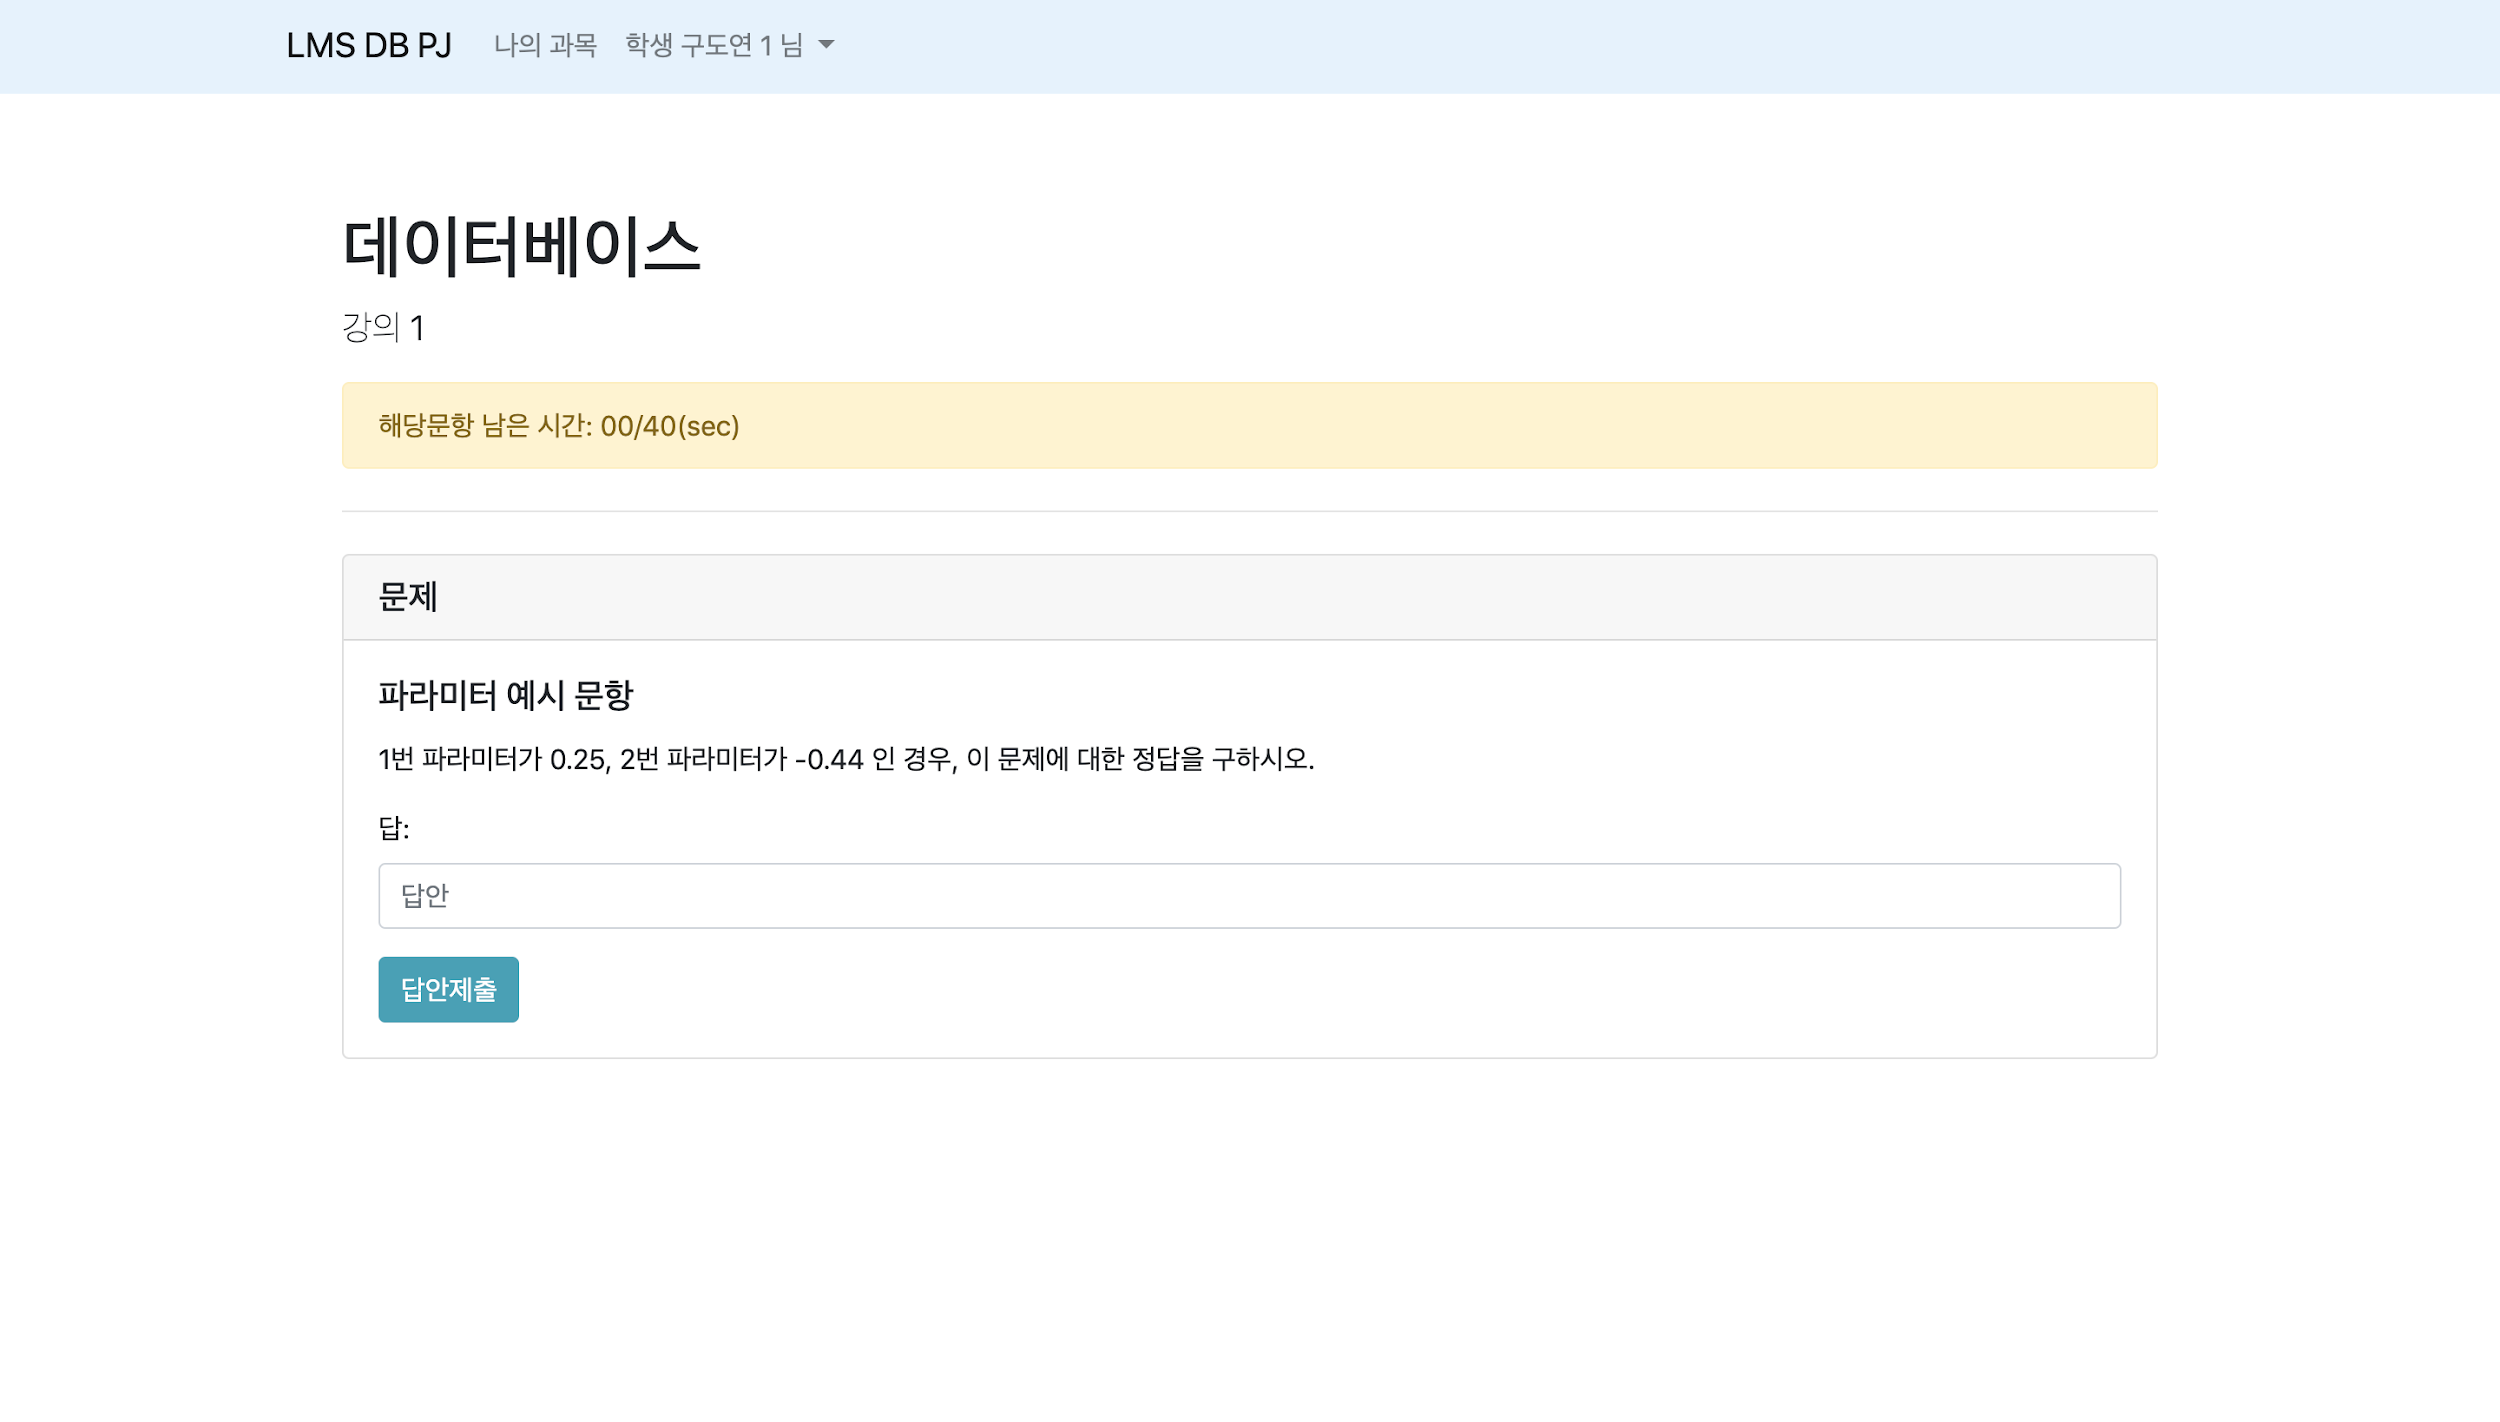 LMS DB PJ 나의 과목 학생 구도연 1 님
데이터베이스
강의 1
해당문항 남은 시간: 00/40(sec)
문제
파라미터 예시 문항
1번 파라미터가 0.25, 2번 파라미터가 -0.44 인 경우, 이 문제에 대한 정답을 구하시오.
답:
답안
답안제출